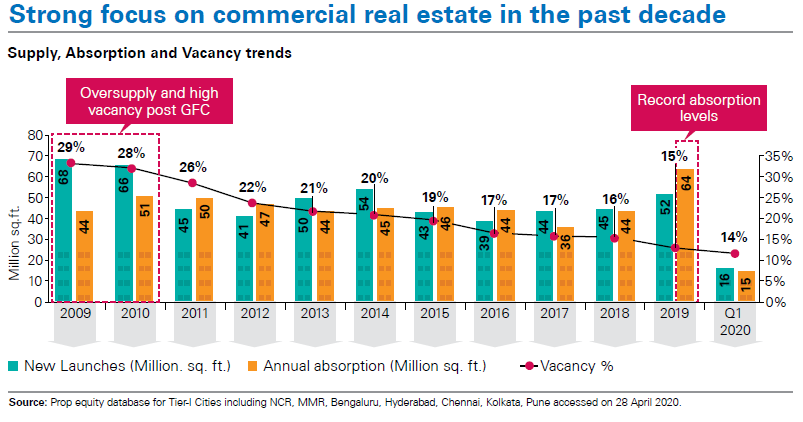 Strong focus on commercial real estate in the past decade
Supply, Absorption and Vacancy trends
Oversupply and high
vacancy post GFC
Record absorption
levels
Million sq.ft.
80
70
60
50
40
30
20
10
0
35%
30%
25%
20%
15%
10%
5%
0%
29% 28% 26% 22% 21% 20% 19% 17% 17% 16% 15% 14%
68 44 66 51 45 50 41 47 50 44 54 45 43 46 39 44 44 36 45 44 52 64 16 15
2009 2010 2011 2012 2013 2014 2015 2016 2017 2018 2019 Q1
2020
New Launches (Million. sq. ft.) Annual absorption (Million sq. ft.) Vacancy %
Source: Prop equity database for Tier-I Cities including NCR, MMR, Bengaluru, Hyderabad, Chennai, Kolkata, Pune accessed on 28 April 2020.